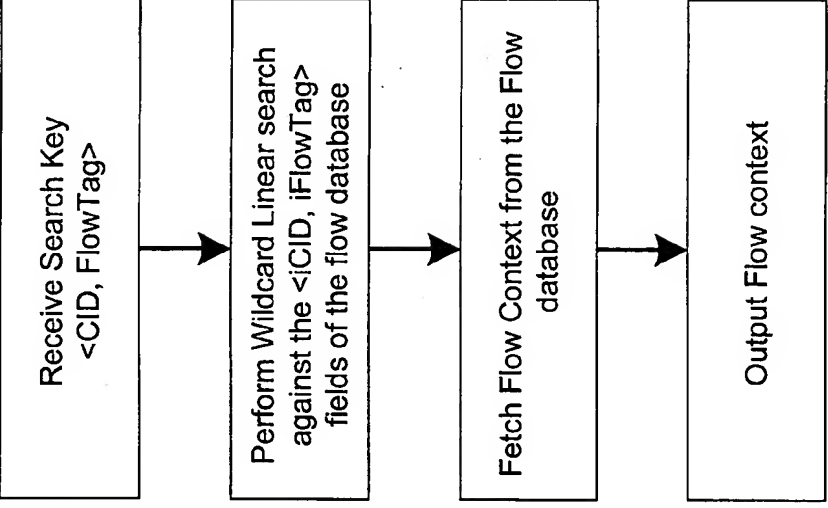 Receive Search Key
<CID, FlowTag>
Perform Wildcard Linear search
against the <iCID, iFlowTag>
fields of the flow database
Fetch Flow Context from the Flow
database
Output Flow context